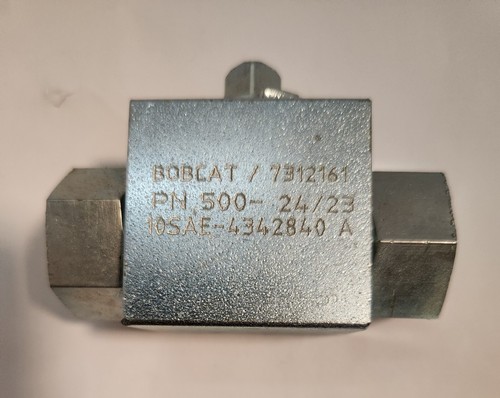 BOBCAT / 7312161
PN 500- 24/23
10SAE-4342840 A